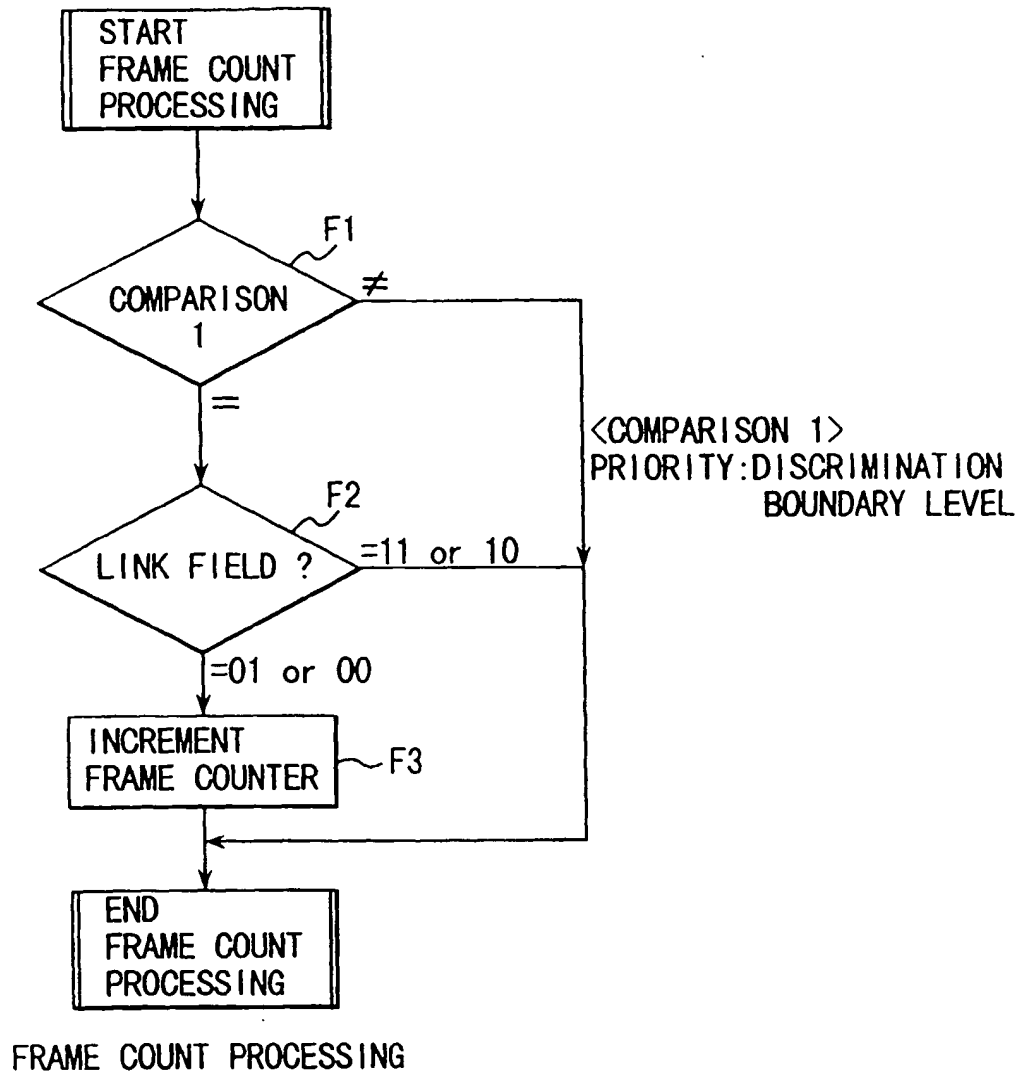 START
FRAME COUNT
PROCESSING
F1
COMPARISON
1
≠
=
<COMPARISON 1>
PRIORITY:DISCRIMINATION
BOUNDARY LEVEL
F2
LINK FIELD ?
=11 or 10
=01 or 00
INCREMENT
FRAME COUNTER
F3
END
FRAME COUNT
PROCESSING
FRAME COUNT PROCESSING